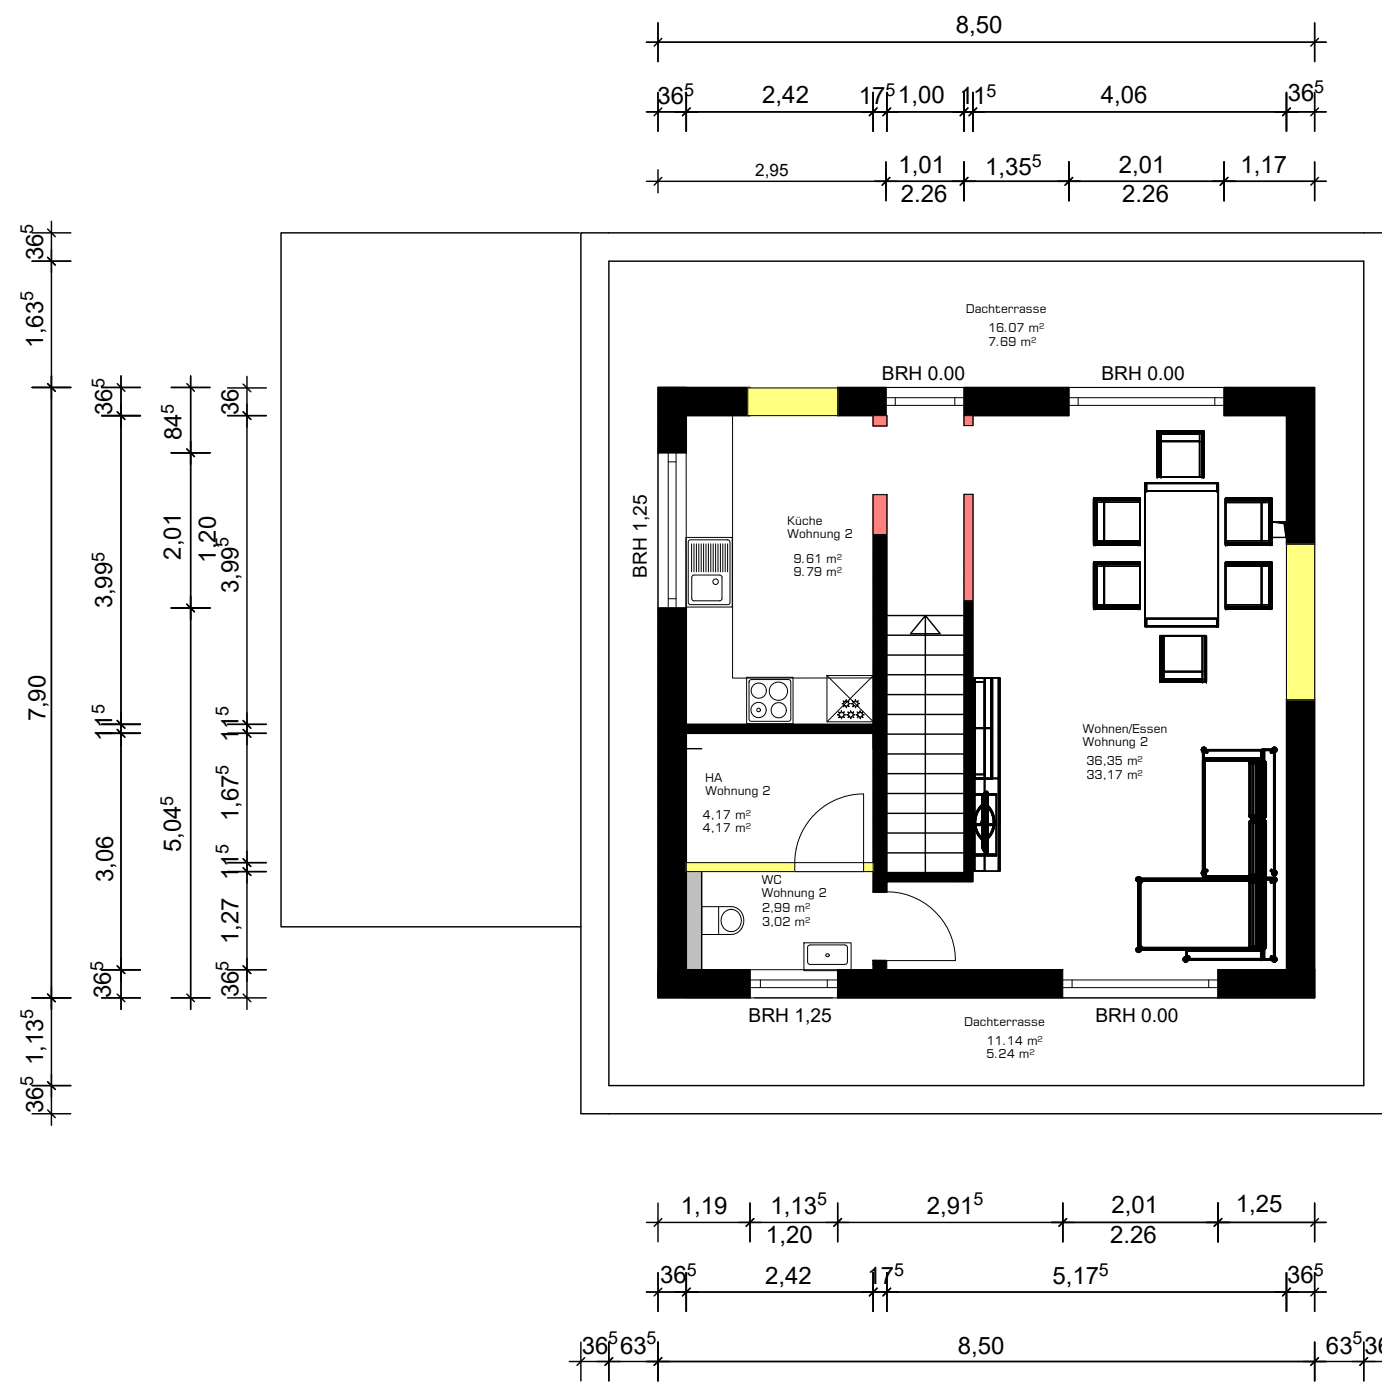 8,50
36⁵ 2,42 17⁵ 1,00 11⁵ 4,06 36⁵
2,95 1,01 1,35⁵ 2,01 1,17
2.26 2.26
36⁵
1,63⁵
Dachterrasse
16.07 m²
7.69 m²
BRH 0.00 BRH 0.00
36⁵ 84⁵ 36
BRH 1,25
2,01 1,20
3,99⁵ 3,99⁵
Küche
Wohnung 2
9.61 m²
9.79 m²
7,90
11⁵ 11⁵
Wohnen/Essen
Wohnung 2
36,35 m²
33,17 m²
HA
Wohnung 2
4,17 m²
4,17 m²
1,67⁵
5,04⁵
3,06
11⁵
WC
Wohnung 2
2,99 m²
3,02 m²
1,27
36⁵ 36⁵
BRH 1,25 BRH 0.00
Dachterrasse
11.14 m²
5.24 m²
1,13⁵
36⁵
1,19 1,13⁵ 2,91⁵ 2,01 1,25
1,20 2.26
36⁵ 2,42 17⁵ 5,17⁵ 36⁵
36⁵ 63⁵ 8,50 63⁵